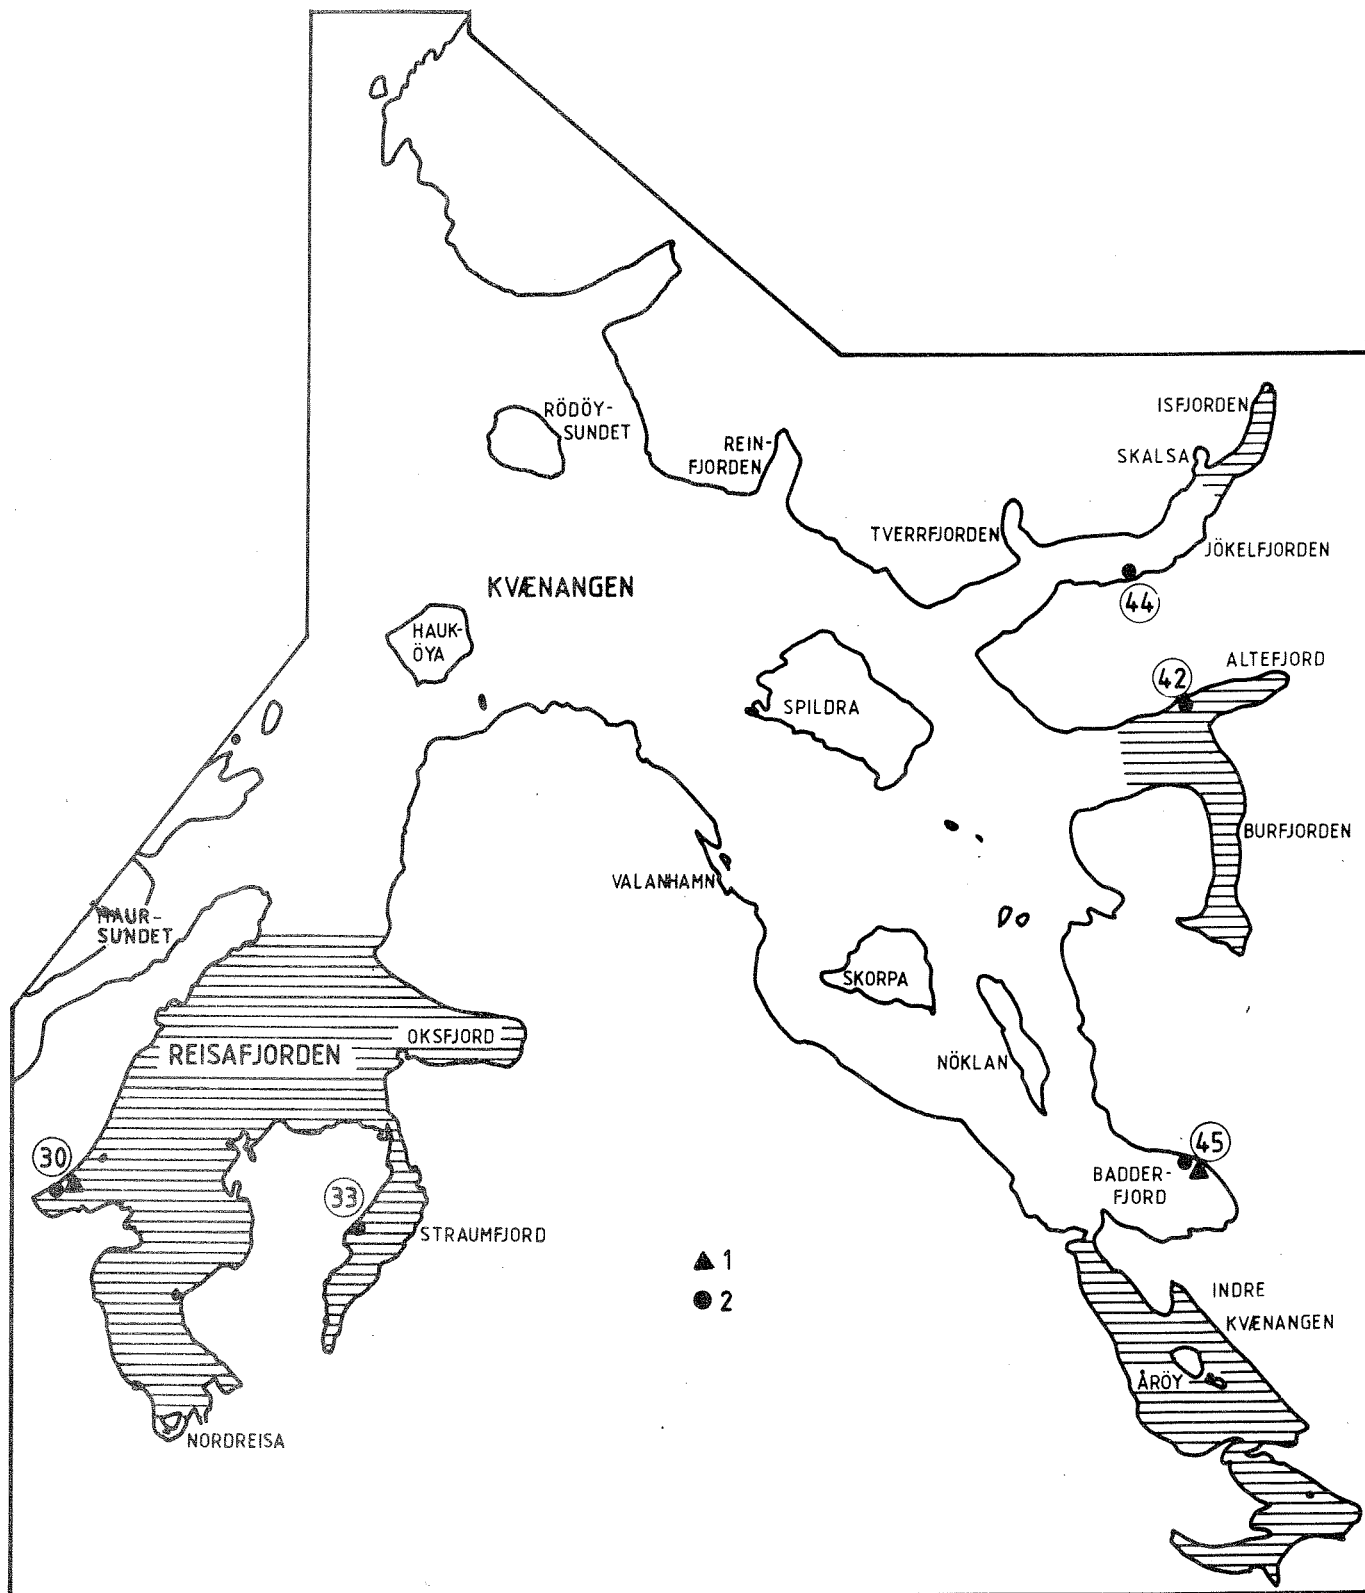 ISFJORDEN
RÖDÖY-
SUNDET
REIN-
FJORDEN
SKALSA
TVERRFJORDEN
JÖKELFJORDEN
KVÆNANGEN
44
HAUK-
ÖYA
ALTEFJORD
42
SPILDRA
BURFJORDEN
VALANHAMN
MAUR-
SUNDET
SKORPA
OKSFJORD
REISAFJORDEN
NÖKLAN
30
45
BADDER-
FJORD
33
STRAUMFJORD
1
2
INDRE
KVÆNANGEN
ÅRÖY
NORDREISA